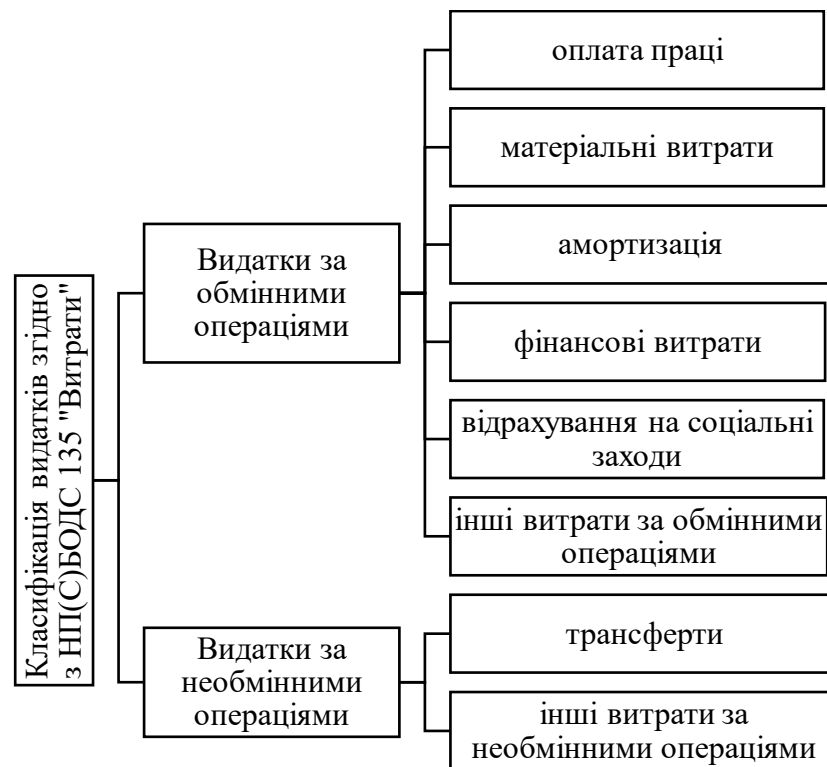 Класифікація видатків згідно
з НП(С)БОДС 135 "Витрати"
Видатки за
обмінними
операціями
оплата праці
матеріальні витрати
амортизація
фінансові витрати
відрахування на соціальні
заходи
інші витрати за обмінними
операціями
Видатки за
необмінними
операціями
трансферти
інші витрати за
необмінними операціями